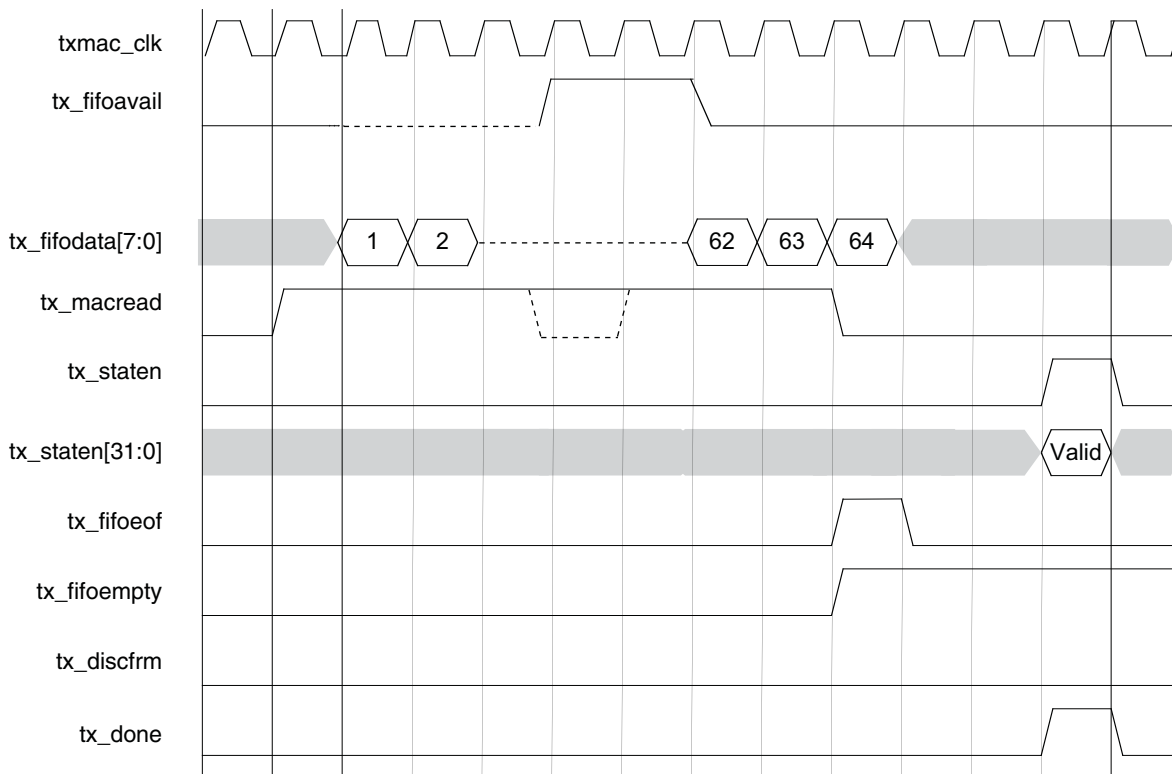 txmac_clk
tx_fifoavail
tx_fifodata[7:0] 1 2 62 63 64
tx_macread
tx_staten
tx_staten[31:0] Valid
tx_fifoeof
tx_fifoempty
tx_discfrm
tx_done